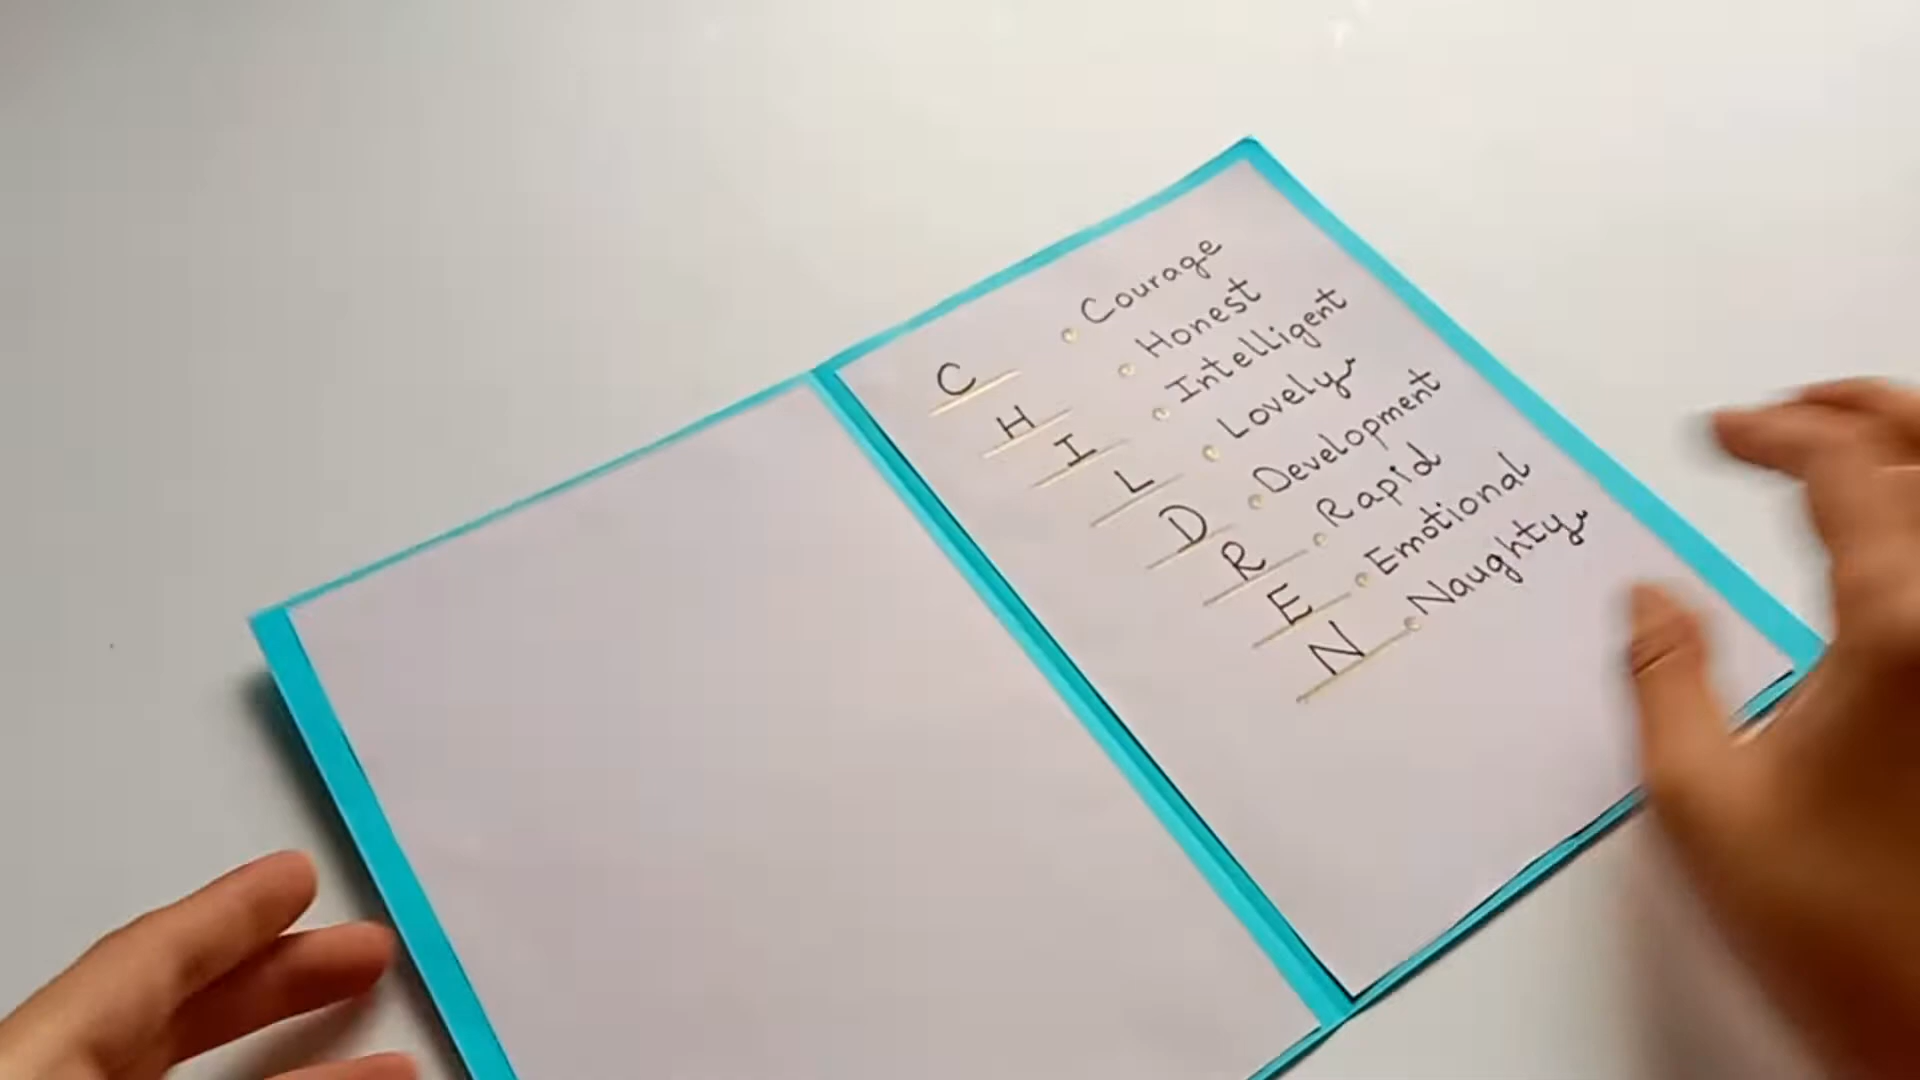 C Courage
H Honest
I Intelligent
L Lovely
D Development
R Rapid
E Emotional
N Naughty